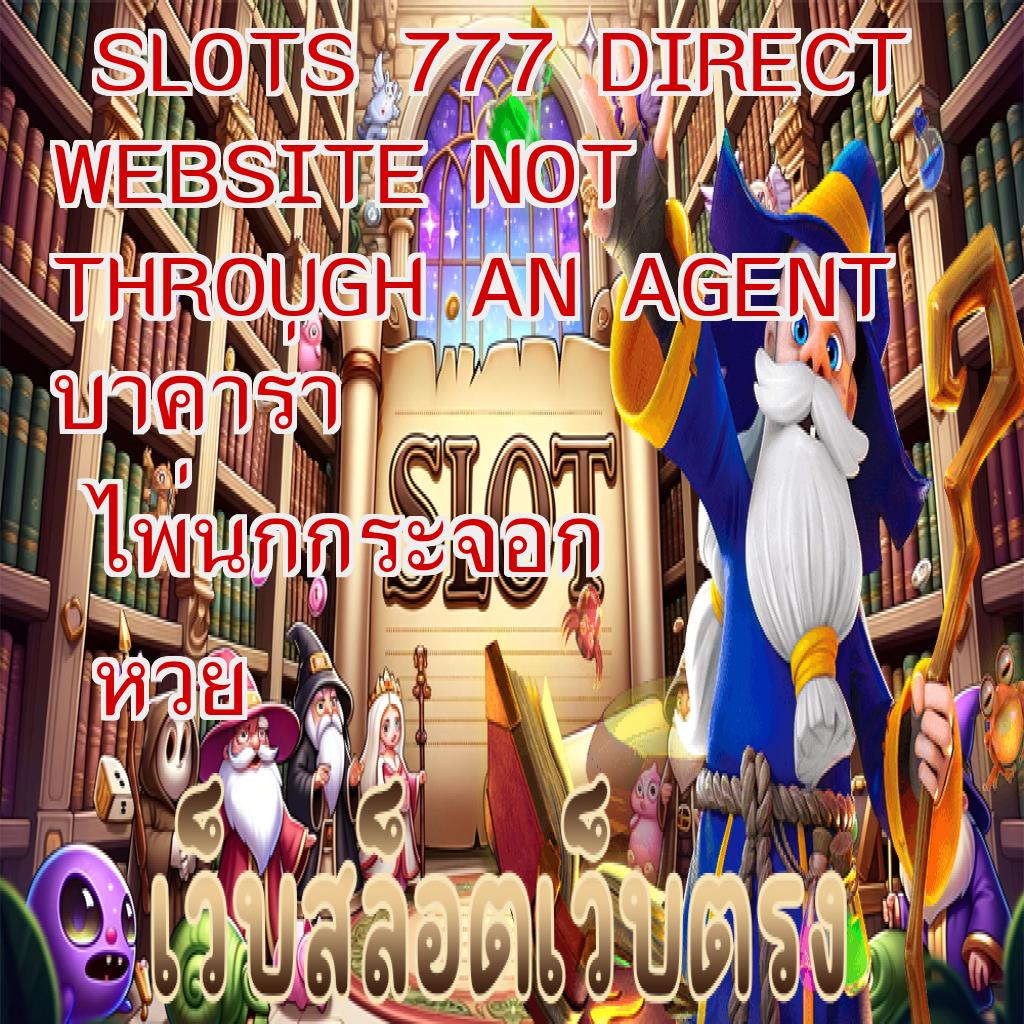 SLOTS 777 DIRECT
WEBSITE NOT
THROUGH AN AGENT
บาคาร่า
ไพ่นกกระจอก
SLOT
หวย
เว็บสล็อตเว็บตรง